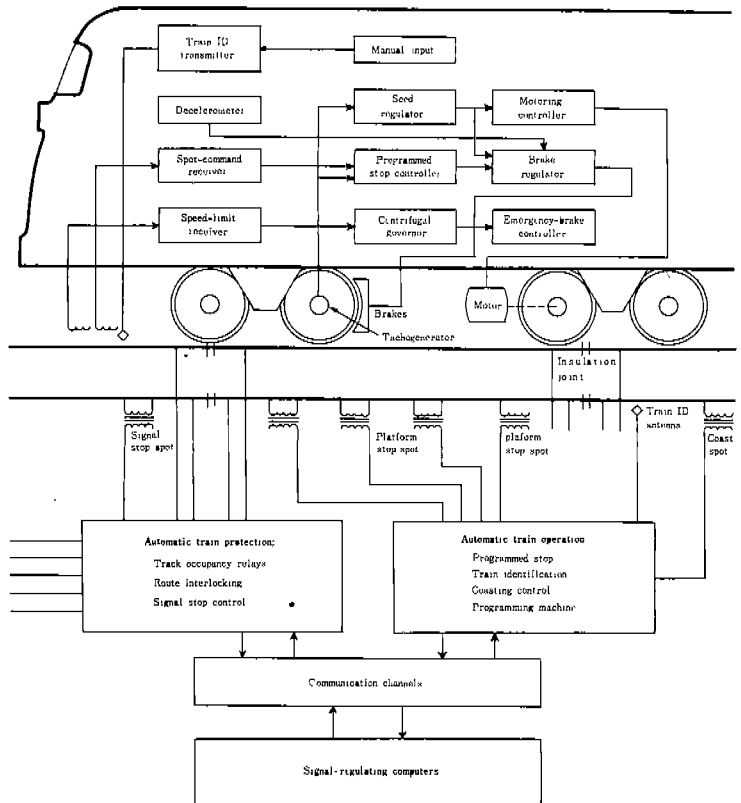 Train ID
transmitter
Manual input
Decelerometer
Seed
regulator
Motoring
controller
Spot-command
receiver
Programmed
stop controller
Brake
regulator
Speed-limit
receiver
Cintrifugal
governor
Emergency-brake
controller
Motor
Brakes
Tachogenerator
Insulation
joint
Signal
stop spot
Platform
stop spot
plaform
stop spot
Train ID
antenna
Coast
spot
Automatic train protection;
Track occupancy relays
Route interlocking
Signal stop control
Automatic train operation
Programmed stop
Train identification
Coasting control
Programming machine
Communication channels
Signal-regulating computers